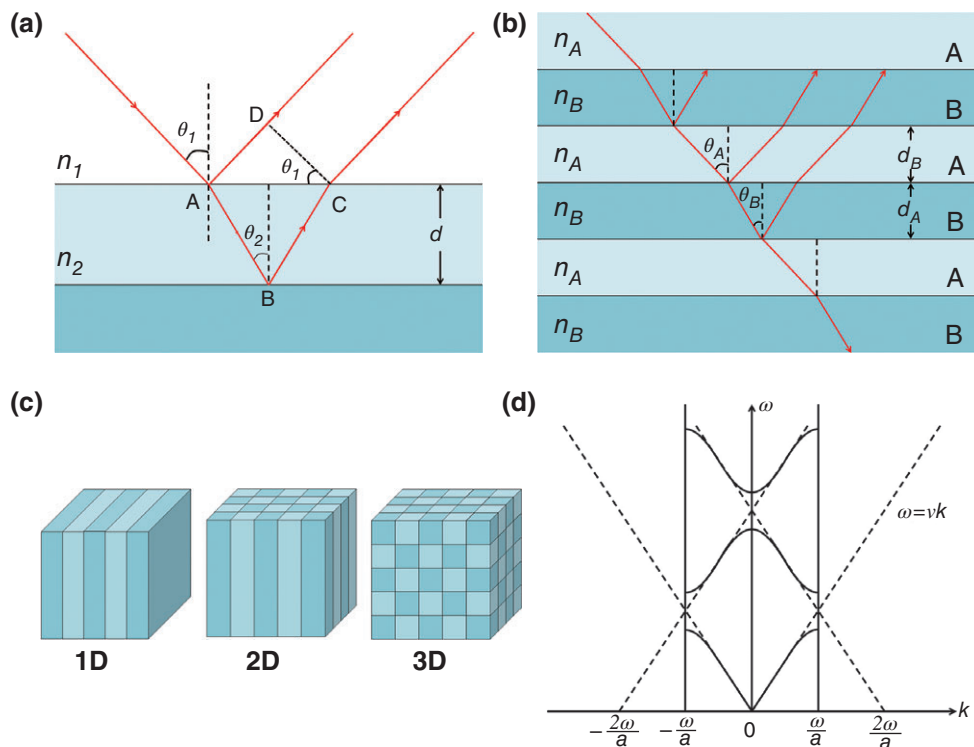 (a)
θ1
D
n1
θ1
A
C
θ2
d
n2
B
(b)
nA
A
nB
B
nA
θA
dB
A
nB
θB
dA
B
nA
A
nB
B
(c)
1D
2D
3D
(d)
ω
ω=vk
k
-2ω/a
-ω/a
0
ω/a
2ω/a